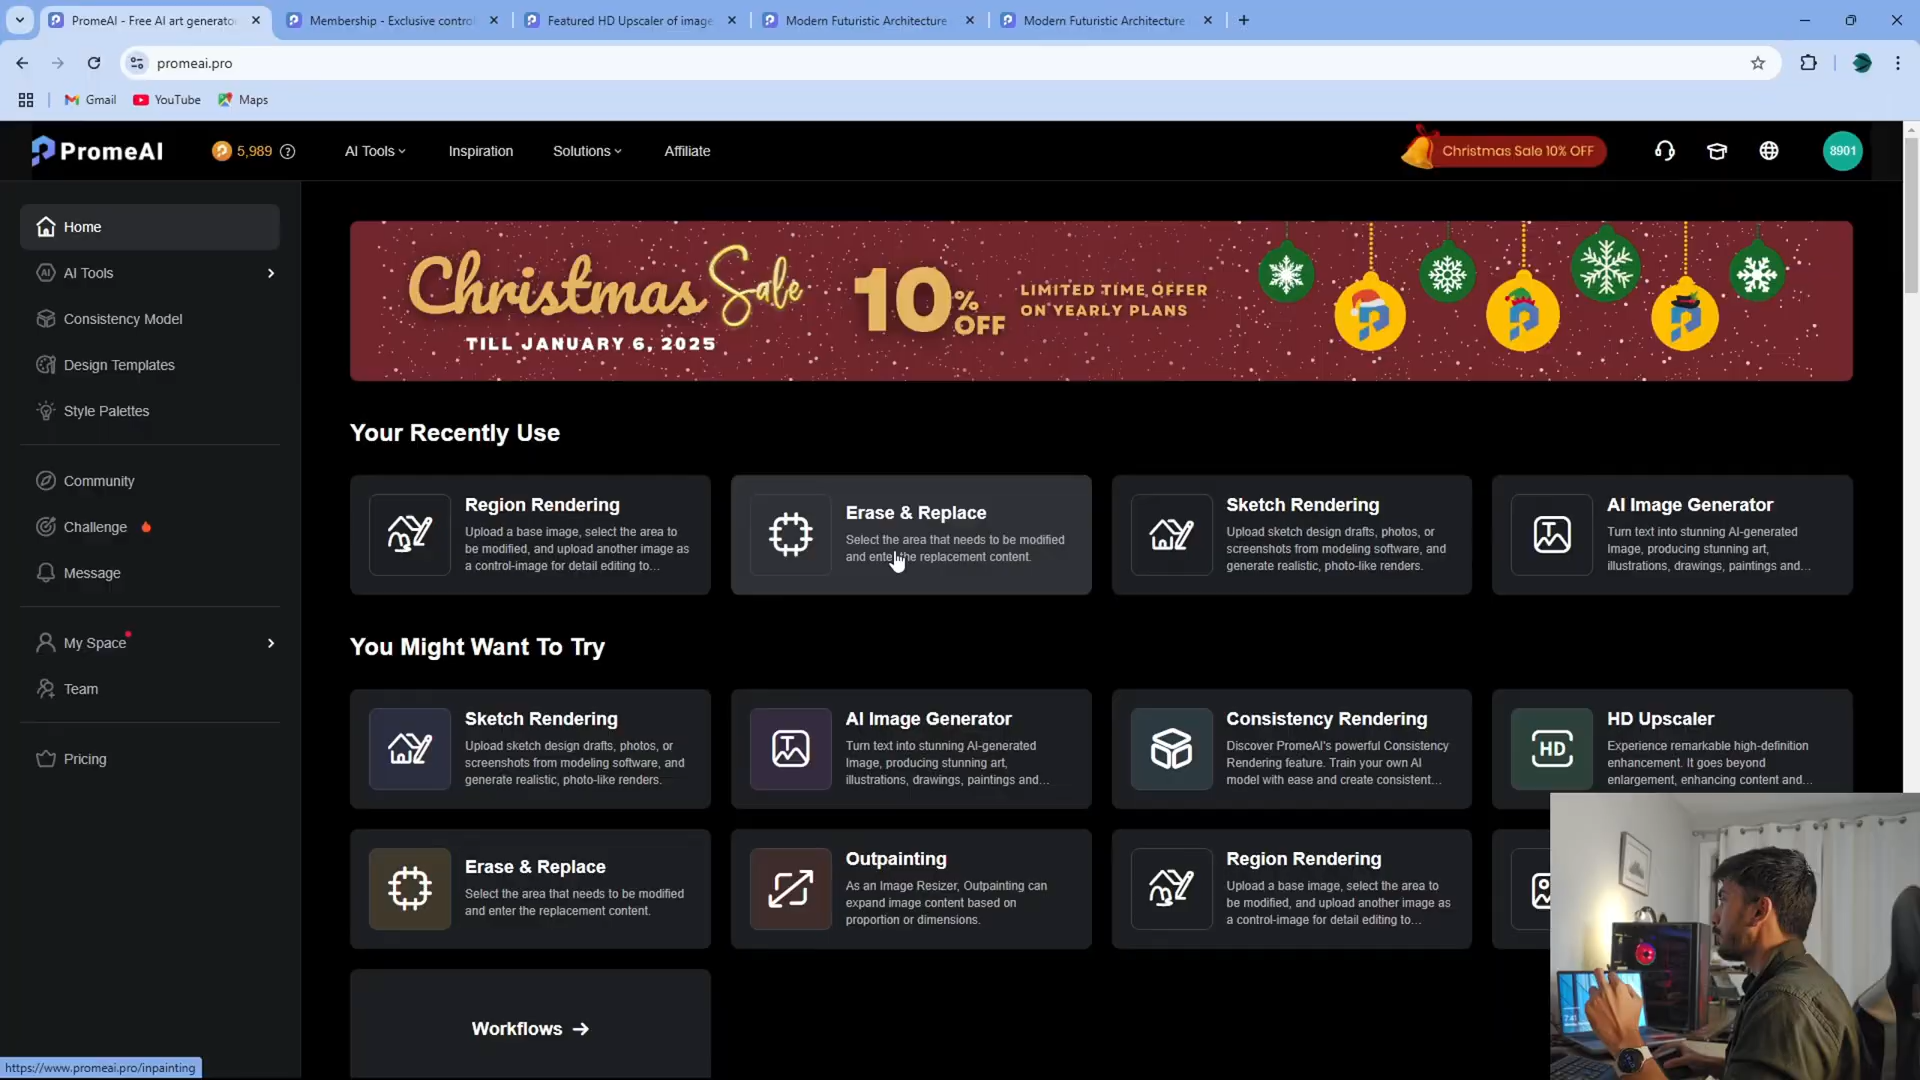 PromeAI - Free AI art generato
Membership - Exclusive control
Featured HD Upscaler of image
Modern Futuristic Architecture
Modern Futuristic Architecture
promeai.pro
Gmail
YouTube
Maps
PromeAI
5,989
AI Tools
Inspiration
Solutions
Affiliate
Christmas Sale 10% OFF
8901
Home
AI Tools
Consistency Model
Design Templates
Style Palettes
Community
Challenge
Message
My Space
Team
Pricing
Christmas Sale
TILL JANUARY 6, 2025
10% OFF
LIMITED TIME OFFER
ON YEARLY PLANS
Your Recently Use
Region Rendering
Upload a base image, select the area to
be modified, and upload another image as
a control-image for detail editing to...
Erase & Replace
Select the area that needs to be modified
and enter the replacement content.
Sketch Rendering
Upload sketch design drafts, photos, or
screenshots from modeling software, and
generate realistic, photo-like renders.
AI Image Generator
Turn text into stunning AI-generated
Image, producing stunning art,
illustrations, drawings, paintings and...
You Might Want To Try
Sketch Rendering
Upload sketch design drafts, photos, or
screenshots from modeling software, and
generate realistic, photo-like renders.
AI Image Generator
Turn text into stunning AI-generated
Image, producing stunning art,
illustrations, drawings, paintings and...
Consistency Rendering
Discover PromeAI's powerful Consistency
Rendering feature. Train your own AI
model with ease and create consistent...
HD
HD Upscaler
Experience remarkable high-definition
enhancement. It goes beyond
enlargement, enhancing content and...
Erase & Replace
Select the area that needs to be modified
and enter the replacement content.
Outpainting
As an Image Resizer, Outpainting can
expand image content based on
proportion or dimensions.
Region Rendering
Upload a base image, select the area to
be modified, and upload another image as
a control-image for detail editing to...
Workflows
https://www.promeai.pro/inpainting